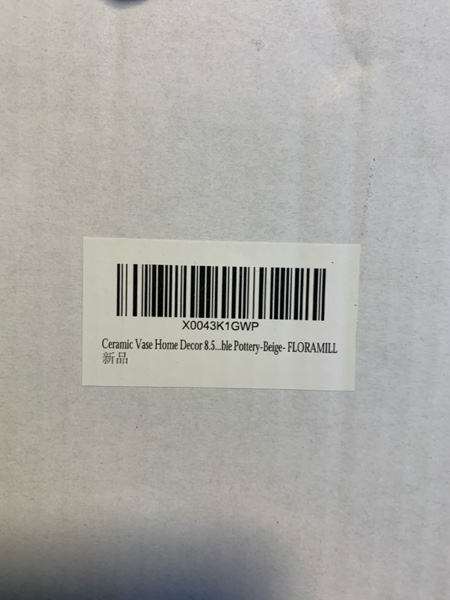 X0043K1GWP
Ceramic Vase Home Decor 8.5...ble Pottery-Beige- FLORAMILL
新品